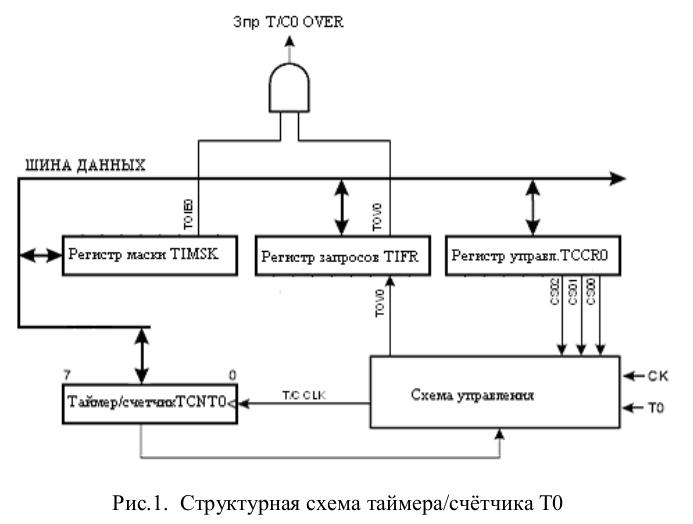 Зпр T/C0 OVER
ШИНА ДАННЫХ
TOIE0
TOV0
Регистр маски TIMSK
Регистр запросов TIFR
Регистр управл.TCCR0
TOV0
CS02
CS01
CS00
7
0
Таймер/счетчикTCNT0
T/C CLK
Схема управления
CK
T0
Рис.1. Структурная схема таймера/счётчика T0